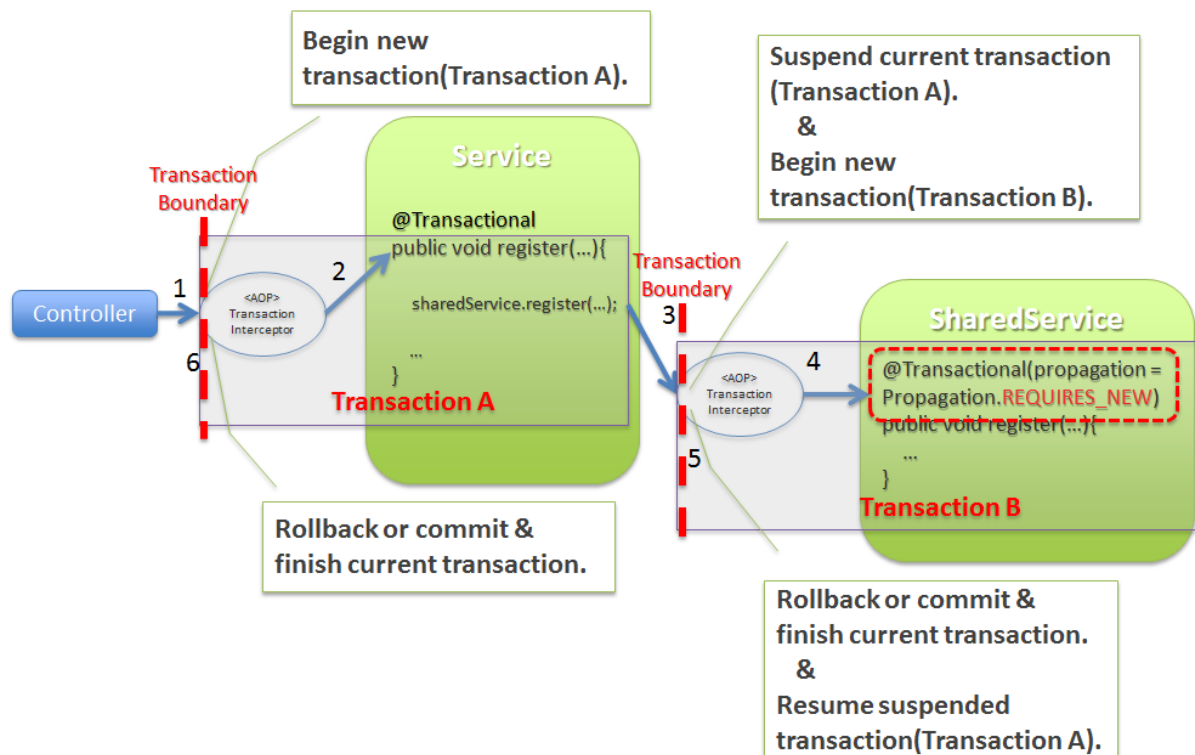 Begin new
transaction(Transaction A).
Suspend current transaction
(Transaction A).
&
Begin new
transaction(Transaction B).
Service
Transaction
Boundary
@Transactional
public void register(...){
sharedService.register(...);
...
}
Transaction A
Controller
1
<AOP>
Transaction
Interceptor
2
6
Transaction
Boundary
3
SharedService
<AOP>
Transaction
Interceptor
4
@Transactional(propagation =
Propagation.REQUIRES_NEW)
public void register(...){
...
}
Transaction B
5
Rollback or commit &
finish current transaction.
Rollback or commit &
finish current transaction.
&
Resume suspended
transaction(Transaction A).